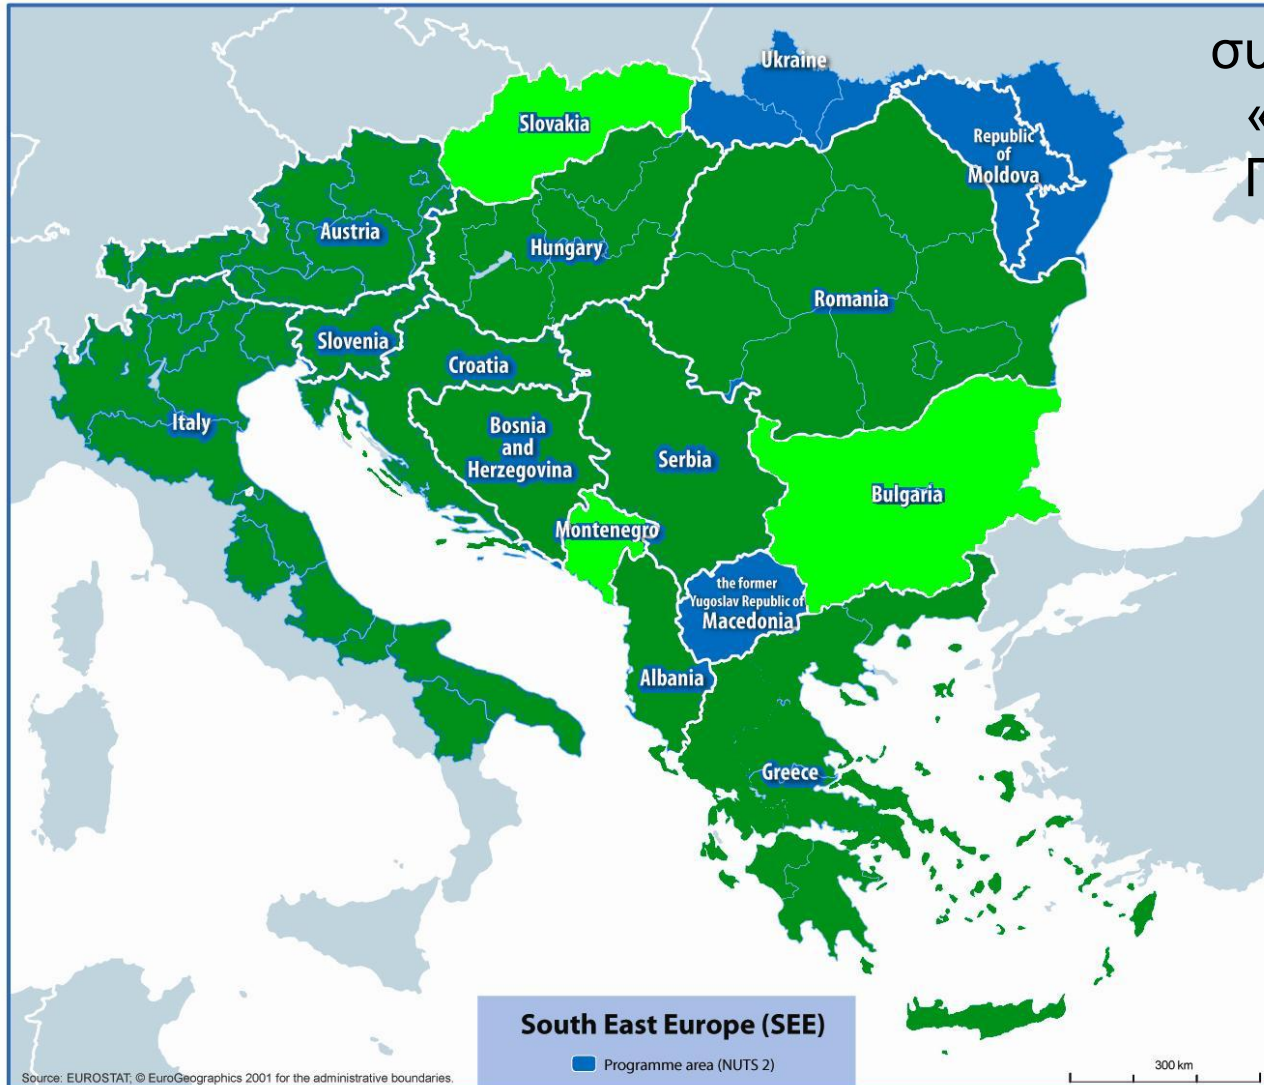 Ukraine
συ
«
Π
Slovakia
Republic
of
Moldova
Austria
Hungary
Romania
Slovenia
Croatia
Italy
Bosnia
and
Herzegovina
Serbia
Bulgaria
Montenegro
the former
Yugoslav Republic of
Macedonia
Albania
Greece
South East Europe (SEE)
Programme area (NUTS 2)
300 km
Source: EUROSTAT; © EuroGeographics 2001 for the administrative boundaries.